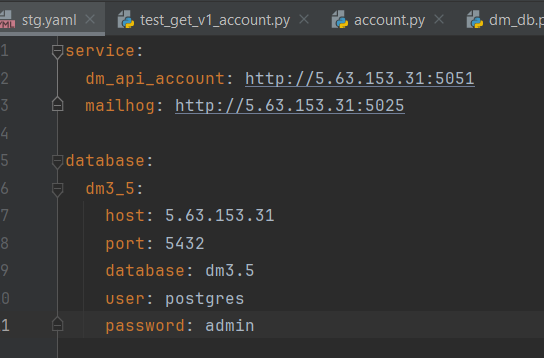 stg.yaml test_get_v1_account.py account.py dm_db.p
1 service:
2 dm_api_account: http://5.63.153.31:5051
3 mailhog: http://5.63.153.31:5025
4
5 database:
6 dm3_5:
7 host: 5.63.153.31
8 port: 5432
9 database: dm3.5
0 user: postgres
1 password: admin